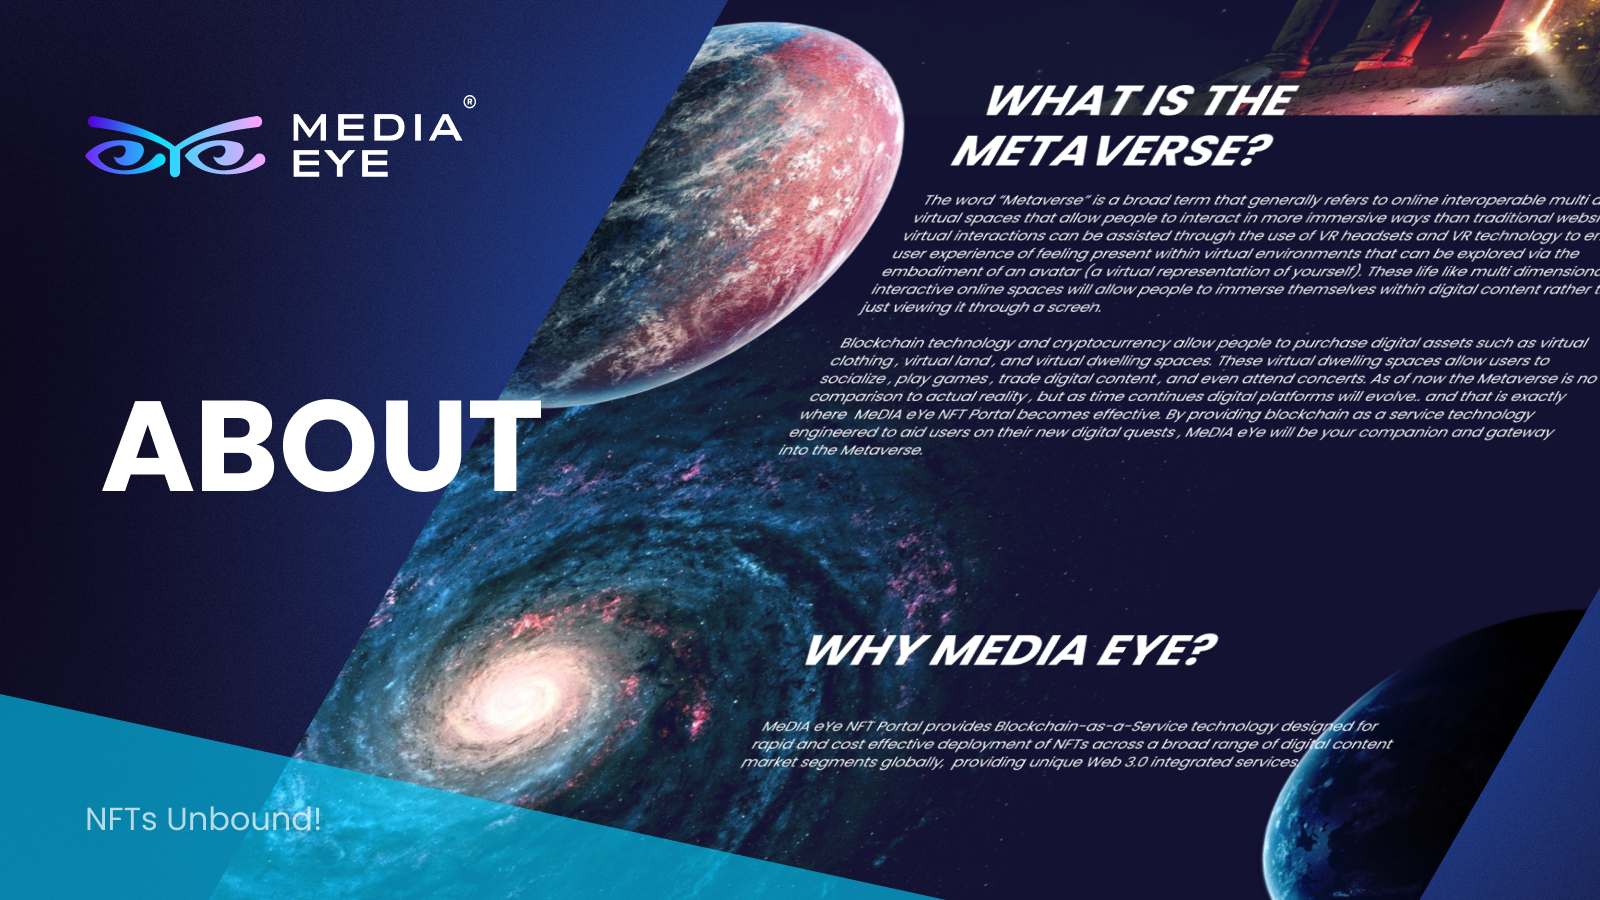 MEDIA
EYE
®
ABOUT
NFTs Unbound!
WHAT IS THE
METAVERSE?
The word “Metaverse” is a broad term that generally refers to online interoperable multi
virtual spaces that allow people to interact in more immersive ways than traditional
virtual interactions can be assisted through the use of VR headsets and VR technology to
user experience of feeling present within virtual environments that can be explored via the
embodiment of an avatar (a virtual representation of yourself). These life like multi
interactive online spaces will allow people to immerse themselves within digital content rather
just viewing it through a screen.
Blockchain technology and cryptocurrency allow people to purchase digital assets such as virtual
clothing , virtual land , and virtual dwelling spaces. These virtual dwelling spaces allow users to
socialize , play games , trade digital content , and even attend concerts. As of now the Metaverse is no
comparison to actual reality , but as time continues digital platforms will evolve.. and that is exactly
where MeDIA eYe NFT Portal becomes effective. By providing blockchain as a service technology
engineered to aid users on their new digital quests , MeDIA eYe will be your companion and gateway
into the Metaverse.
WHY MEDIA EYE?
MeDIA eYe NFT Portal provides Blockchain-as-a-Service technology designed for
rapid and cost effective deployment of NFTs across a broad range of digital content
market segments globally, providing unique Web 3.0 integrated services.